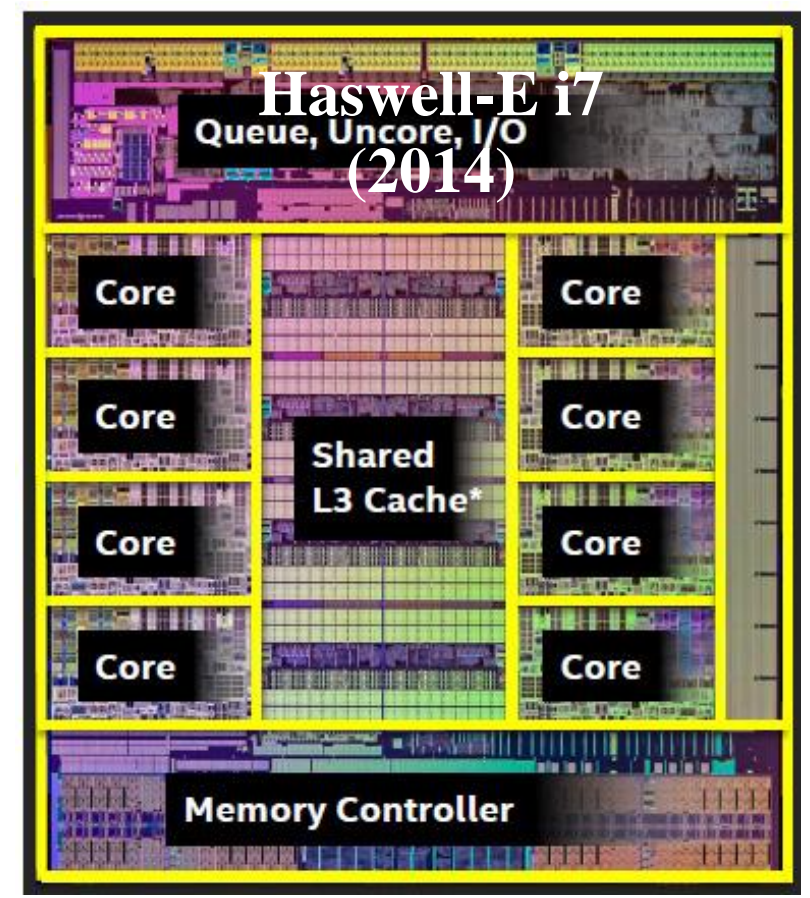 Haswell-E i7
Queue, Uncore, I/O
(2014)
Core
Core
Core
Core
Shared
L3 Cache*
Core
Core
Core
Core
Memory Controller